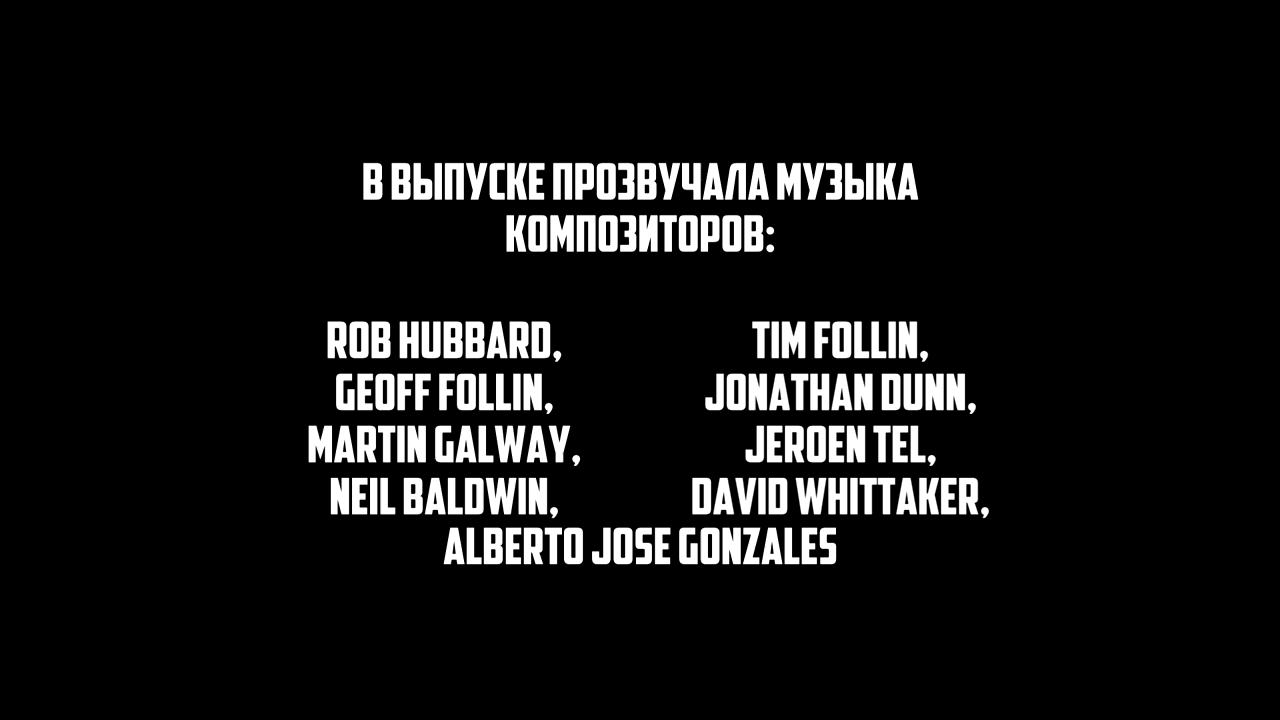 В ВЫПУСКЕ ПРОЗВУЧАЛА МУЗЫКА
КОМПОЗИТОРОВ:
ROB HUBBARD, TIM FOLLIN,
GEOFF FOLLIN, JONATHAN DUNN,
MARTIN GALWAY, JEROEN TEL,
NEIL BALDWIN, DAVID WHITTAKER,
ALBERTO JOSE GONZALES